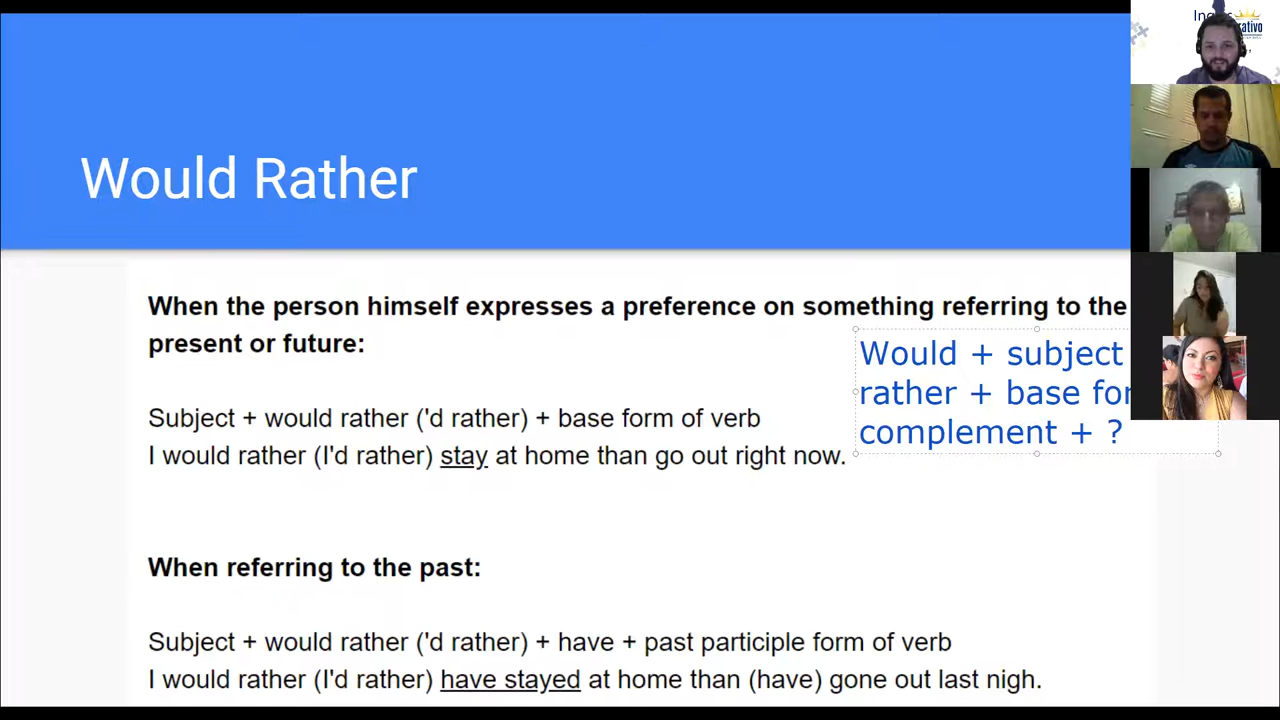 Would Rather
When the person himself expresses a preference on something referring to the
present or future:
Would + subject
rather + base for
complement + ?
Subject + would rather ('d rather) + base form of verb
I would rather (I'd rather) stay at home than go out right now.
When referring to the past:
Subject + would rather ('d rather) + have + past participle form of verb
I would rather (I'd rather) have stayed at home than (have) gone out last nigh.